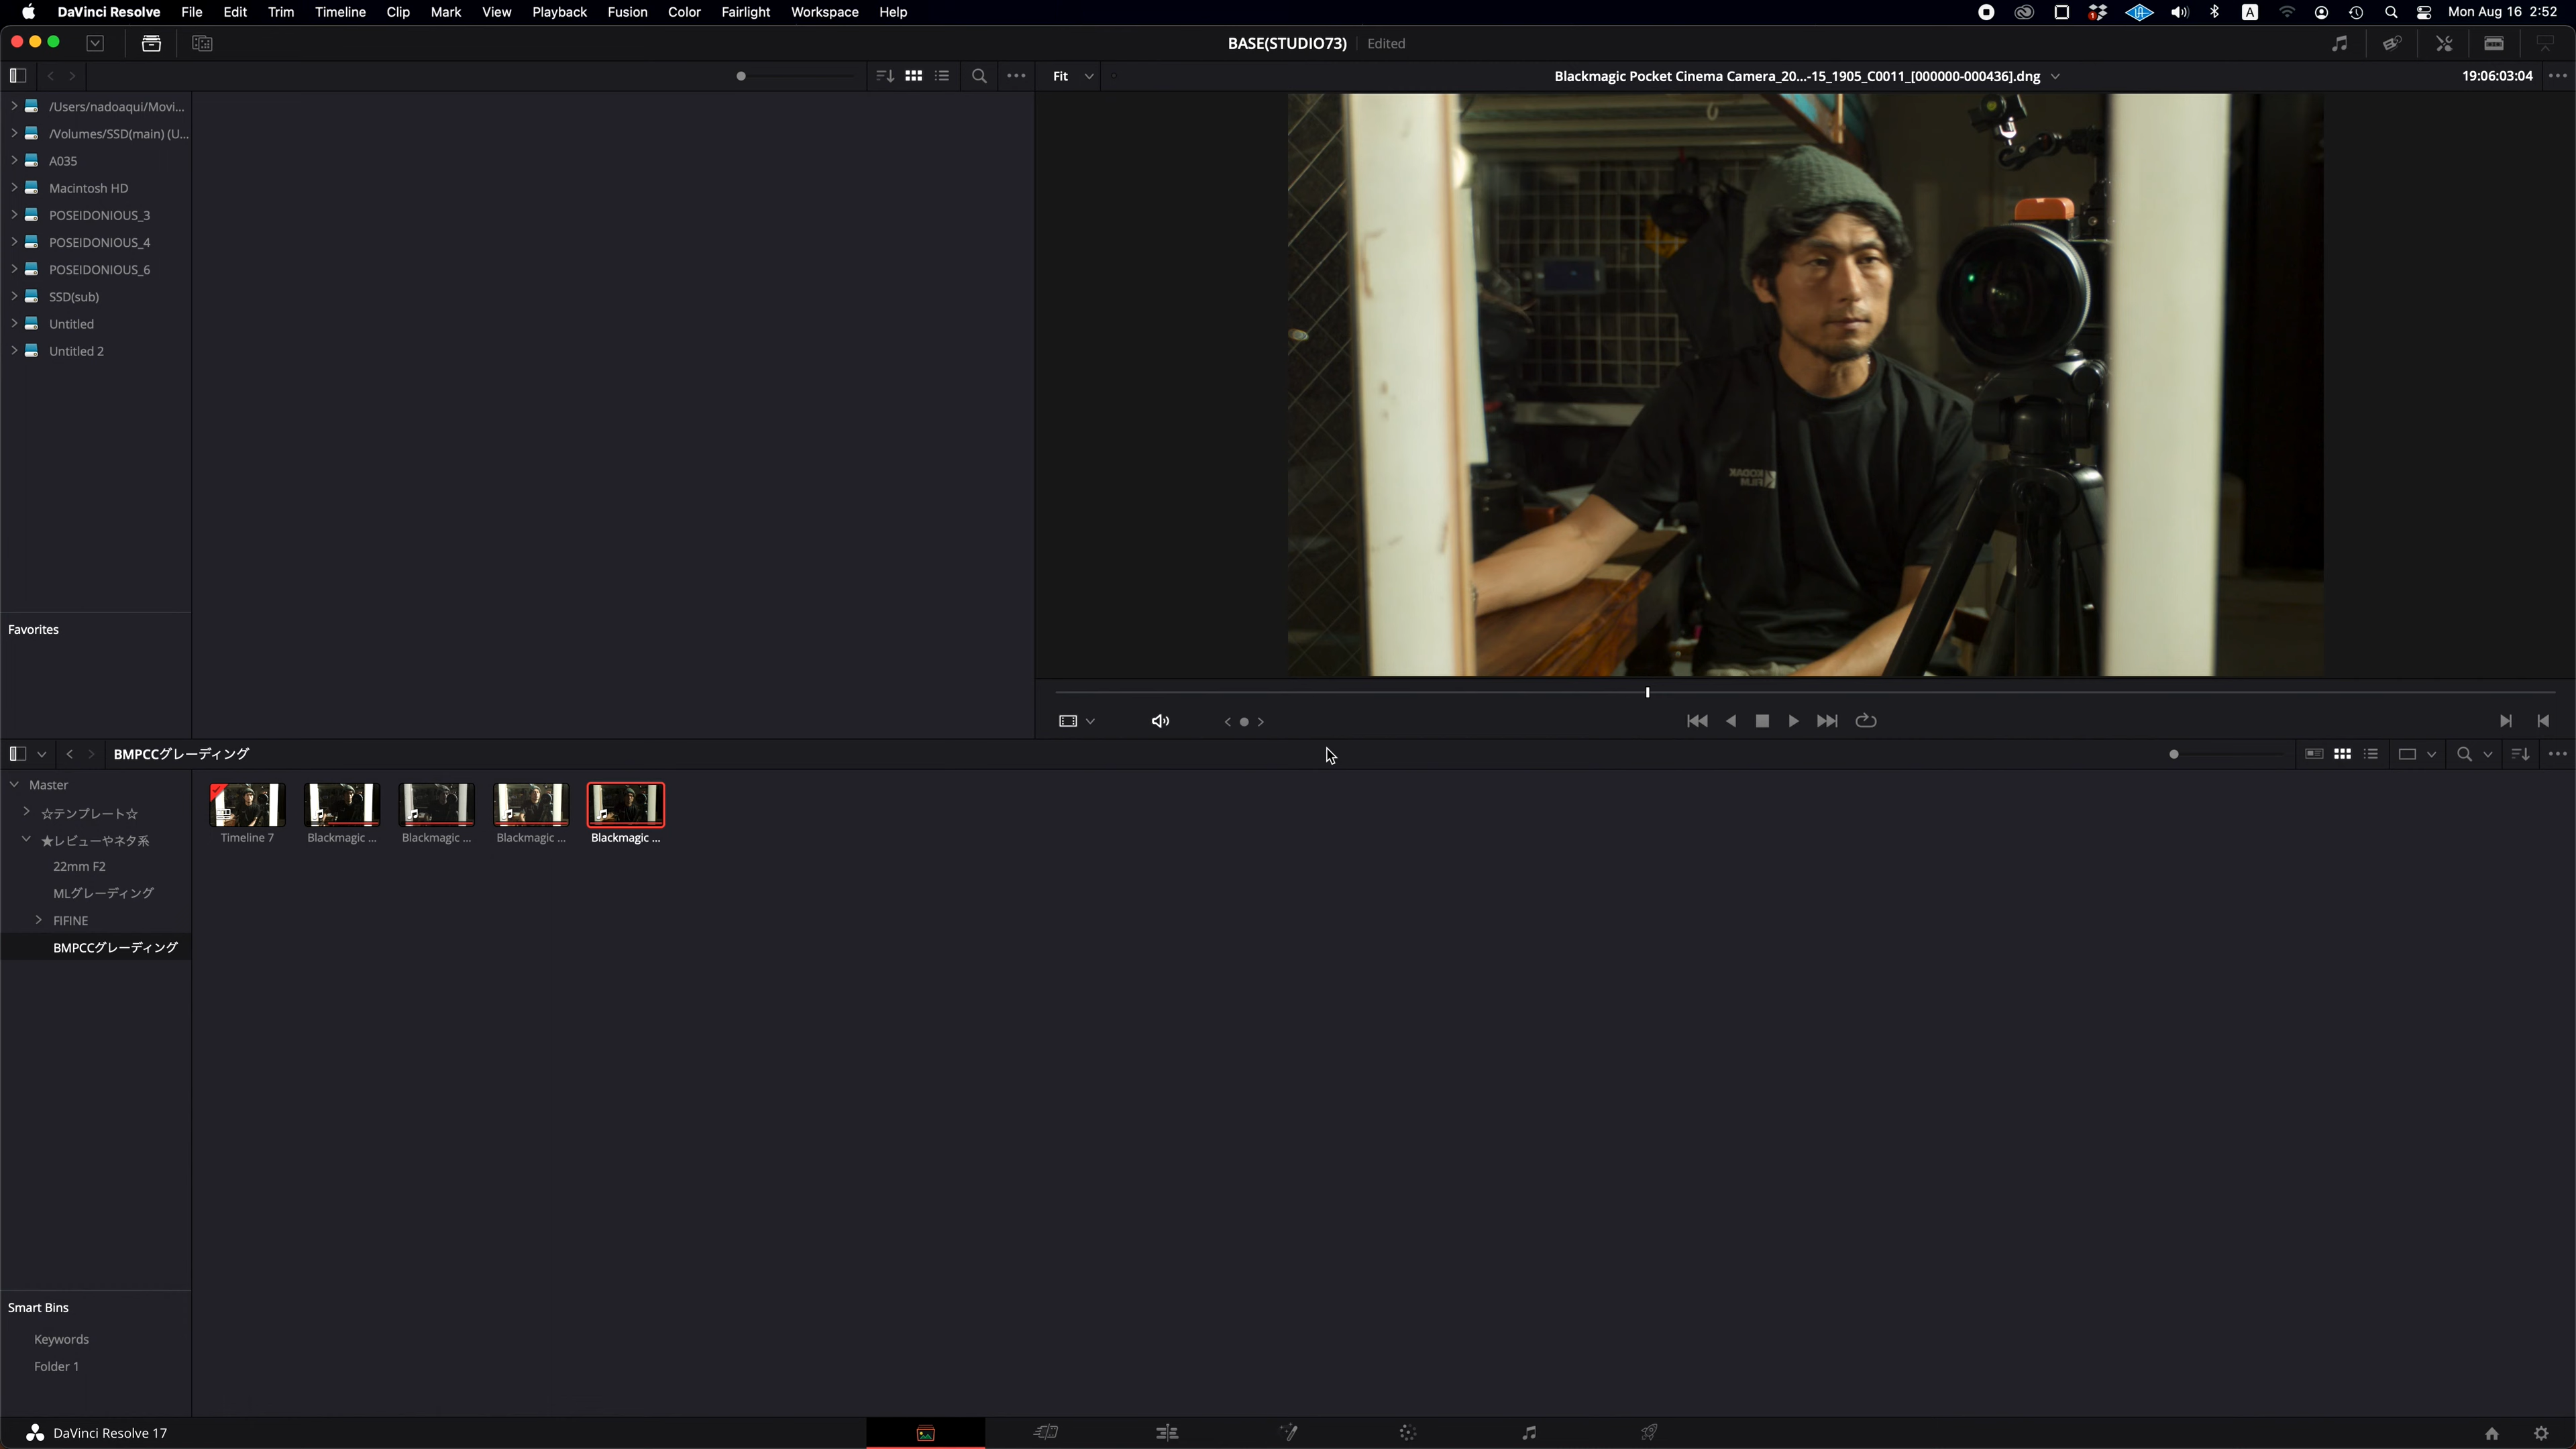 DaVinci Resolve File Edit Trim Timeline Clip Mark View Playback Fusion Color Fairlight Workspace Help
1 A Mon Aug 16 2:52
BASE(STUDIO73) Edited
Fit Blackmagic Pocket Cinema Camera_20...-15_1905_C0011_[000000-000436].dng 19:06:03:04
/Users/nadoaqui/Movi...
/Volumes/SSD(main) (U...
A035
Macintosh HD
POSEIDONIOUS_3
POSEIDONIOUS_4
POSEIDONIOUS_6
SSD(sub)
Untitled
Untitled 2
KODAK
FILM
Favorites
BMPCCグレーディング
Master
☆テンプレート☆
★レビューやネタ系
22mm F2
MLグレーディング
FIFINE
BMPCCグレーディング
Timeline 7 Blackmagic ... Blackmagic ... Blackmagic ... Blackmagic ...
Smart Bins
Keywords
Folder 1
DaVinci Resolve 17